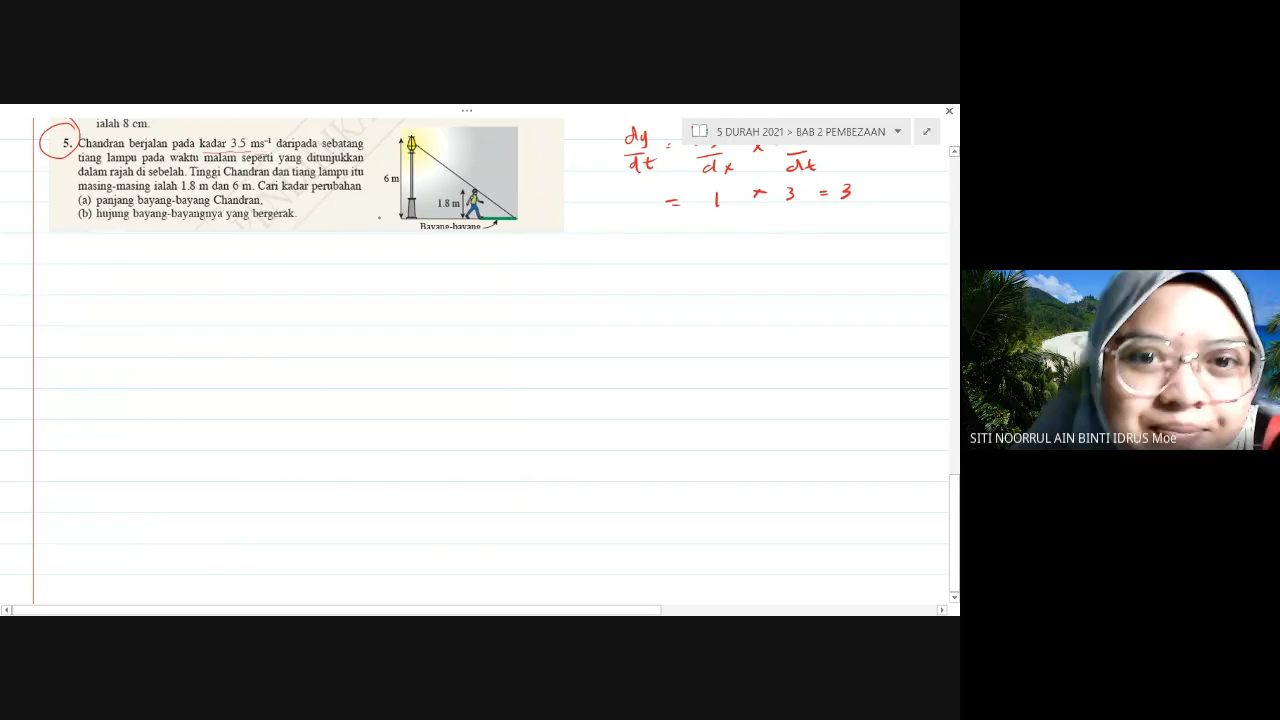 ialah 8 cm.
5. Chandran berjalan pada kadar 3.5 ms⁻¹ daripada sebatang
tiang lampu pada waktu malam seperti yang ditunjukkan
dalam rajah di sebelah. Tinggi Chandran dan tiang lampu itu
masing-masing ialah 1.8 m dan 6 m. Cari kadar perubahan
(a) panjang bayang-bayang Chandran,
(b) hujung bayang-bayangnya yang bergerak.
6 m
1.8 m
Bayang-bayang
dy/dt = /dx × /dt
= 1 × 3 = 3
5 DURAH 2021 > BAB 2 PEMBEZAAN
SITI NOORRUL AIN BINTI IDRUS Moe